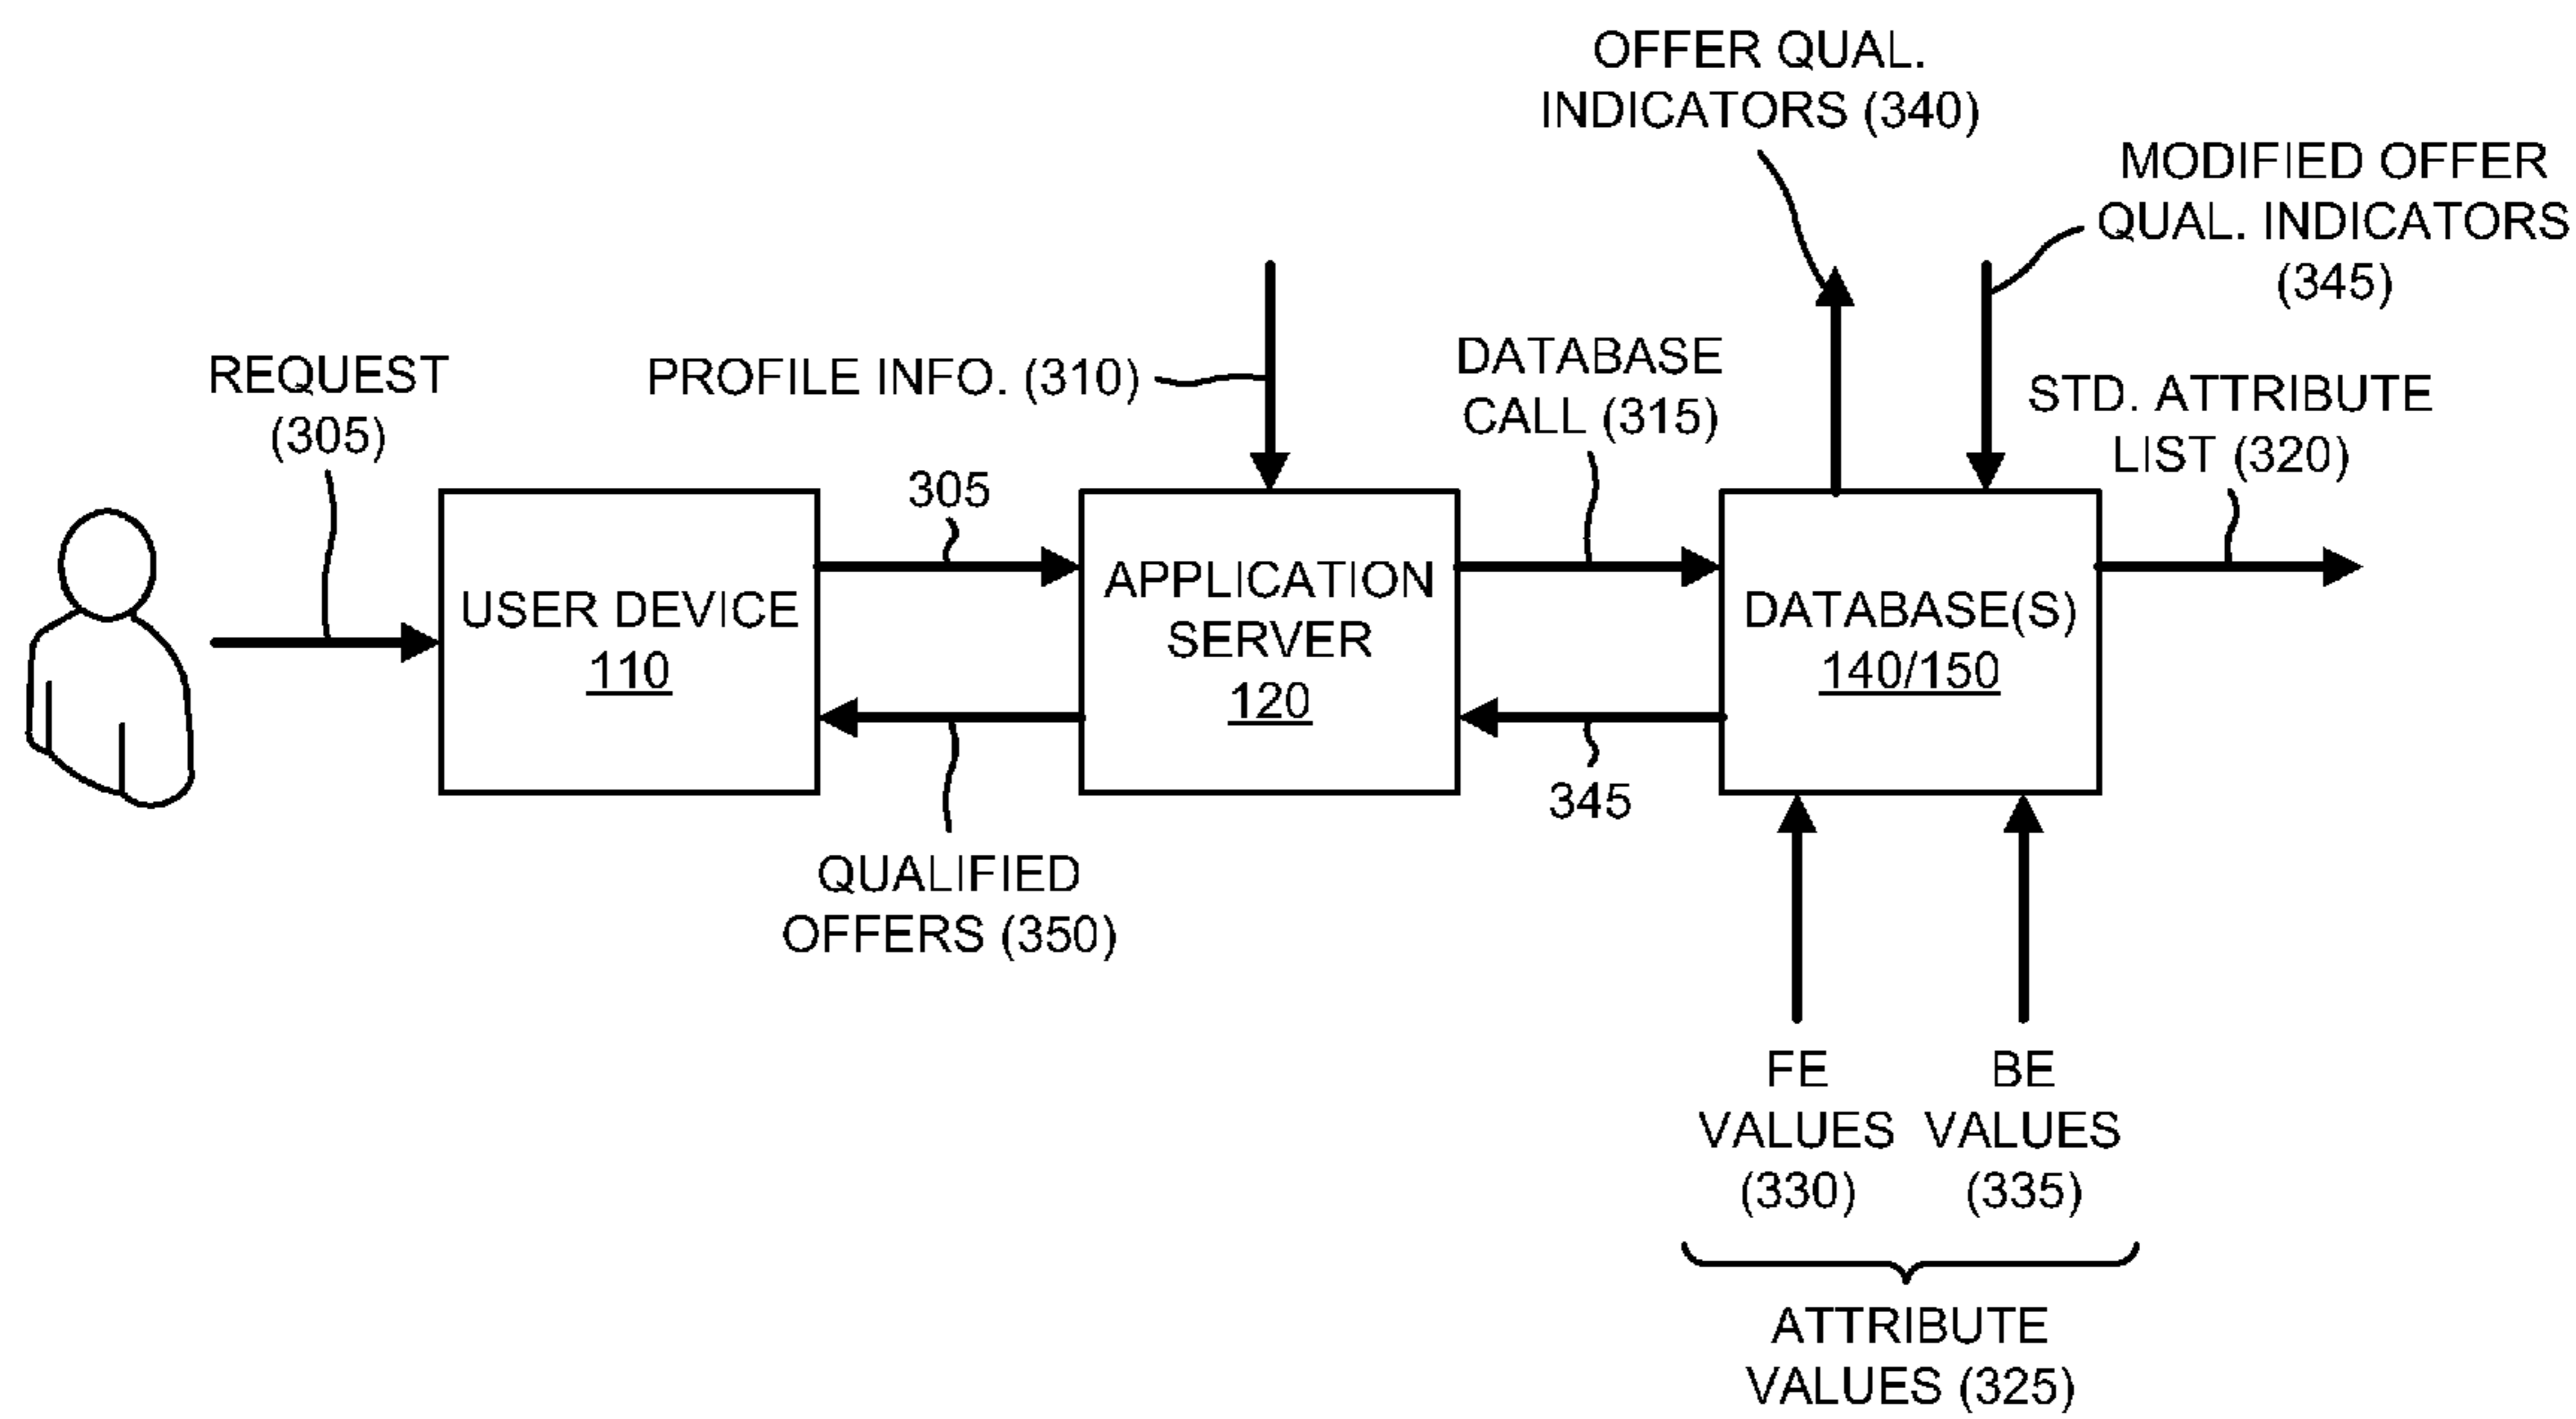 OFFER QUAL.
INDICATORS (340)
MODIFIED OFFER
QUAL. INDICATORS
(345)
REQUEST
(305)
PROFILE INFO. (310)
DATABASE
CALL (315)
STD. ATTRIBUTE
LIST (320)
305
USER DEVICE
110
APPLICATION
SERVER
120
DATABASE(S)
140/150
345
QUALIFIED
OFFERS (350)
FE
VALUES
(330)
BE
VALUES
(335)
ATTRIBUTE
VALUES (325)